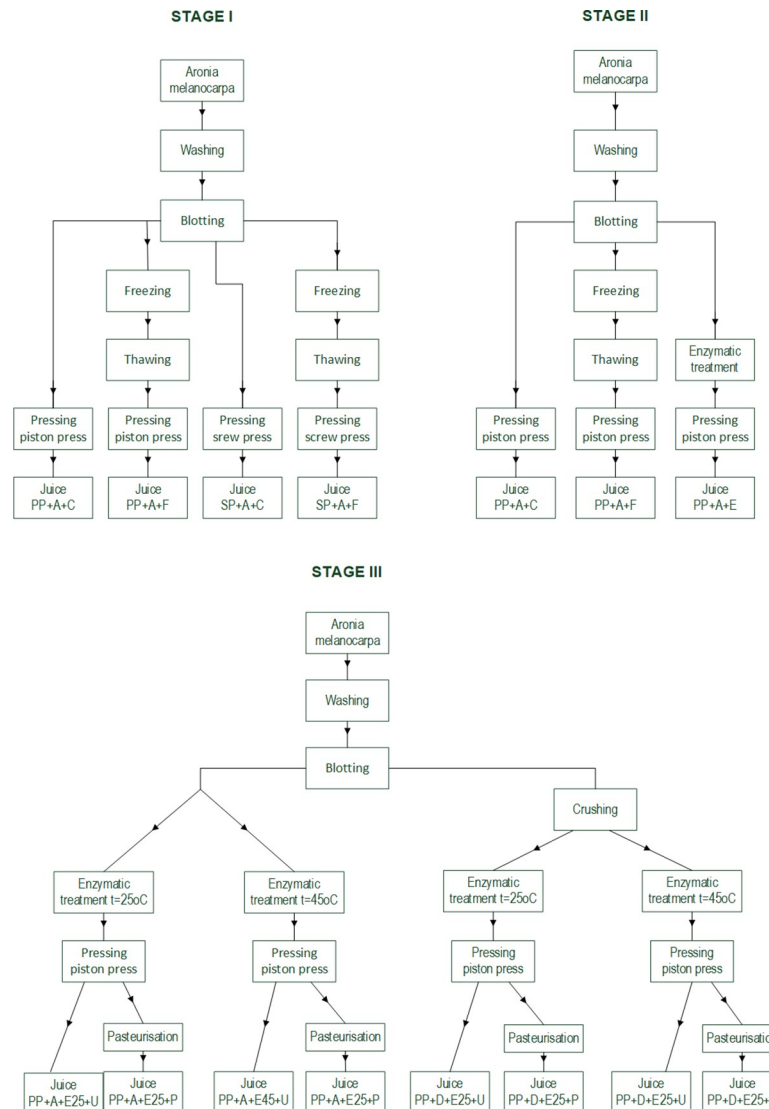 STAGE I
Aronia
melanocarpa
Washing
Blotting
Freezing
Freezing
Thawing
Thawing
Pressing
piston press
Pressing
piston press
Pressing
srew press
Pressing
screw press
Juice
PP+A+C
Juice
PP+A+F
Juice
SP+A+C
Juice
SP+A+F
STAGE II
Aronia
melanocarpa
Washing
Blotting
Freezing
Thawing
Enzymatic
treatment
Pressing
piston press
Pressing
piston press
Pressing
piston press
Juice
PP+A+C
Juice
PP+A+F
Juice
PP+A+E
STAGE III
Aronia
melanocarpa
Washing
Blotting
Crushing
Enzymatic
treatment t=25oC
Enzymatic
treatment t=45oC
Enzymatic
treatment t=25oC
Enzymatic
treatment t=45oC
Pressing
piston press
Pressing
piston press
Pressing
piston press
Pressing
piston press
Pasteurisation
Pasteurisation
Pasteurisation
Pasteurisation
Juice
PP+A+E25+U
Juice
PP+A+E25+P
Juice
PP+A+E45+U
Juice
PP+A+E25+P
Juice
PP+D+E25+U
Juice
PP+D+E25+P
Juice
PP+D+E25+U
Juice